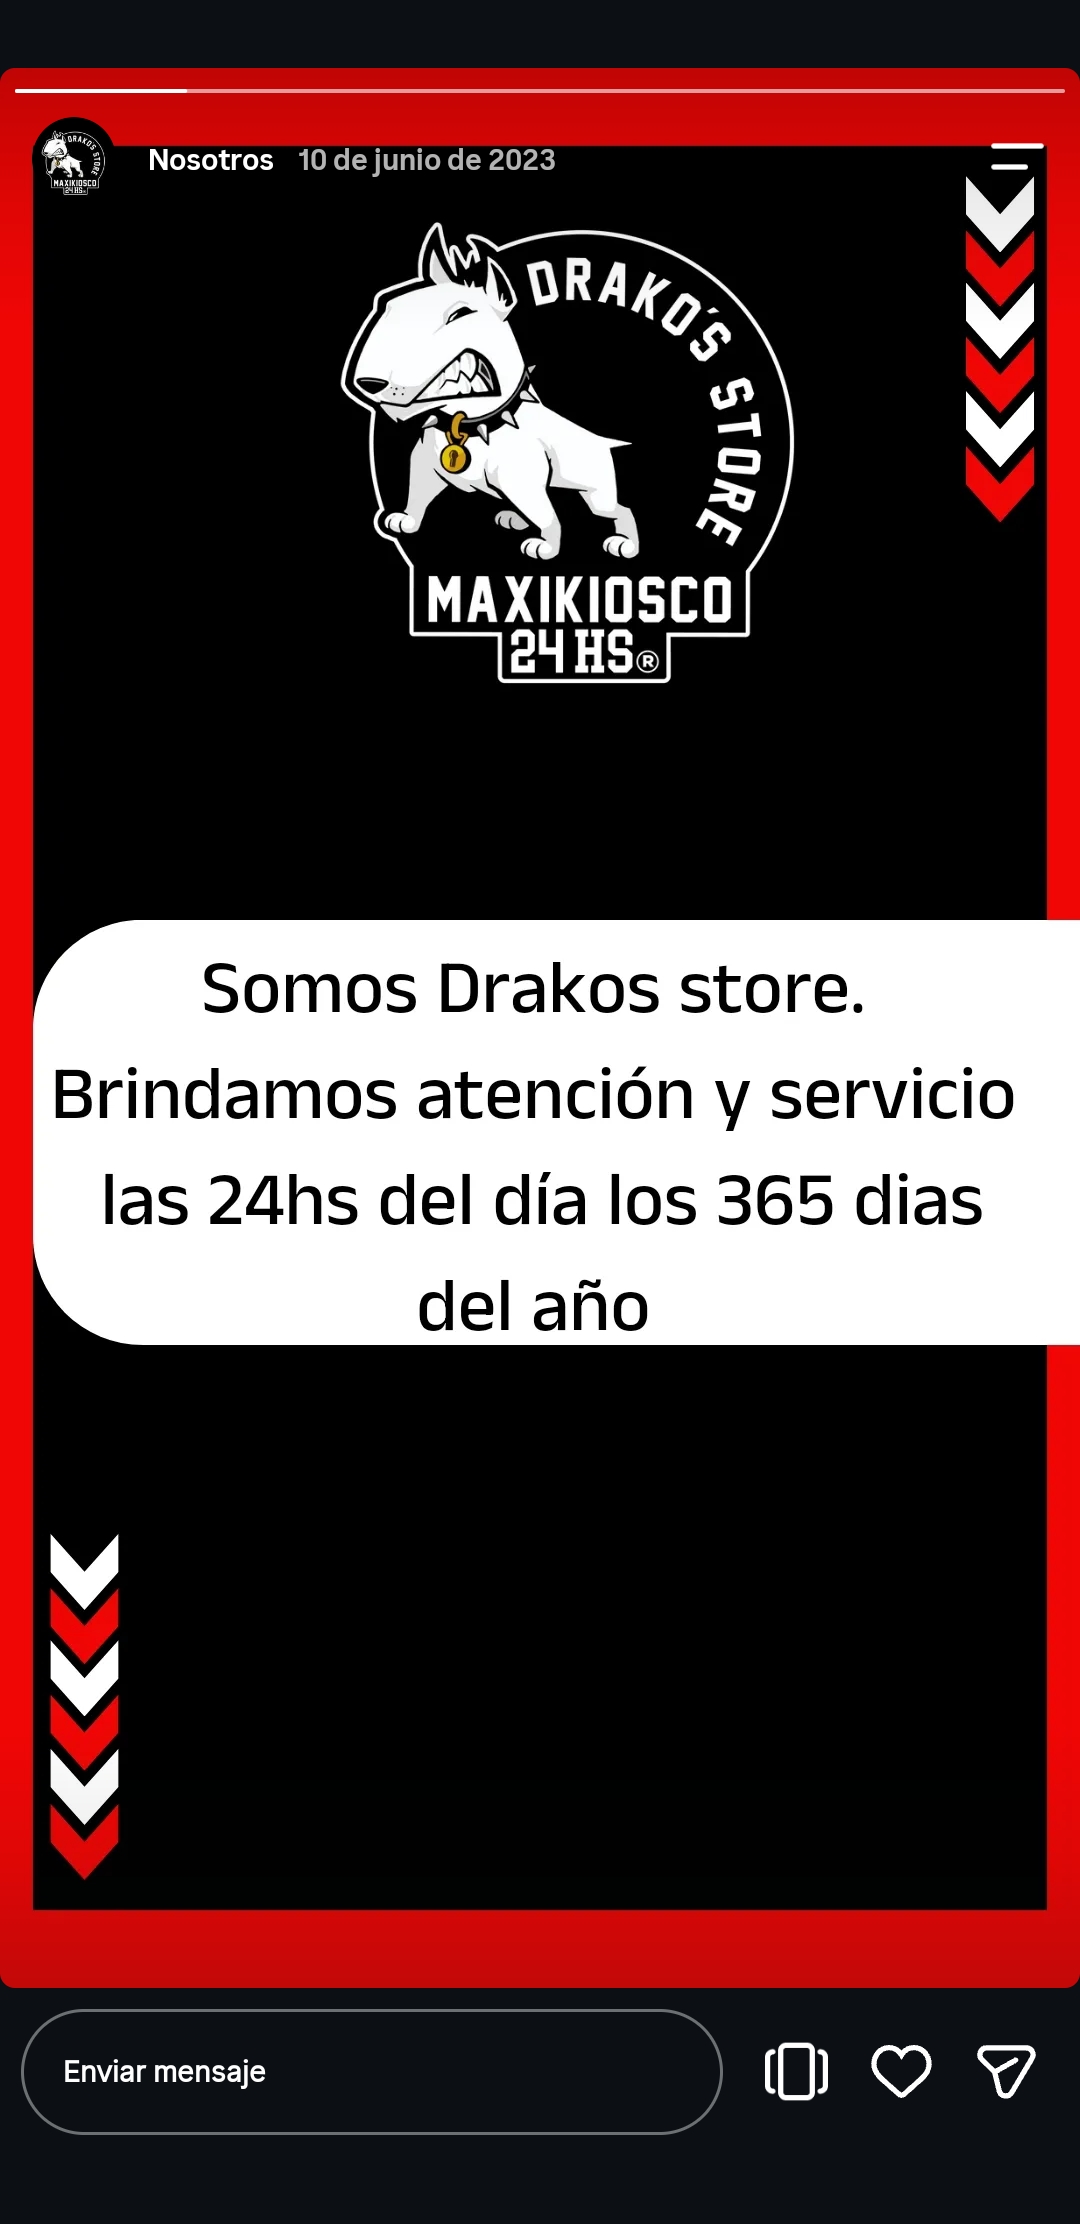 Nosotros 10 de junio de 2023
DRAKO'S STORE
MAXIKIOSCO
24 HS®
Somos Drakos store.
Brindamos atención y servicio
las 24hs del día los 365 dias
del año
Enviar mensaje